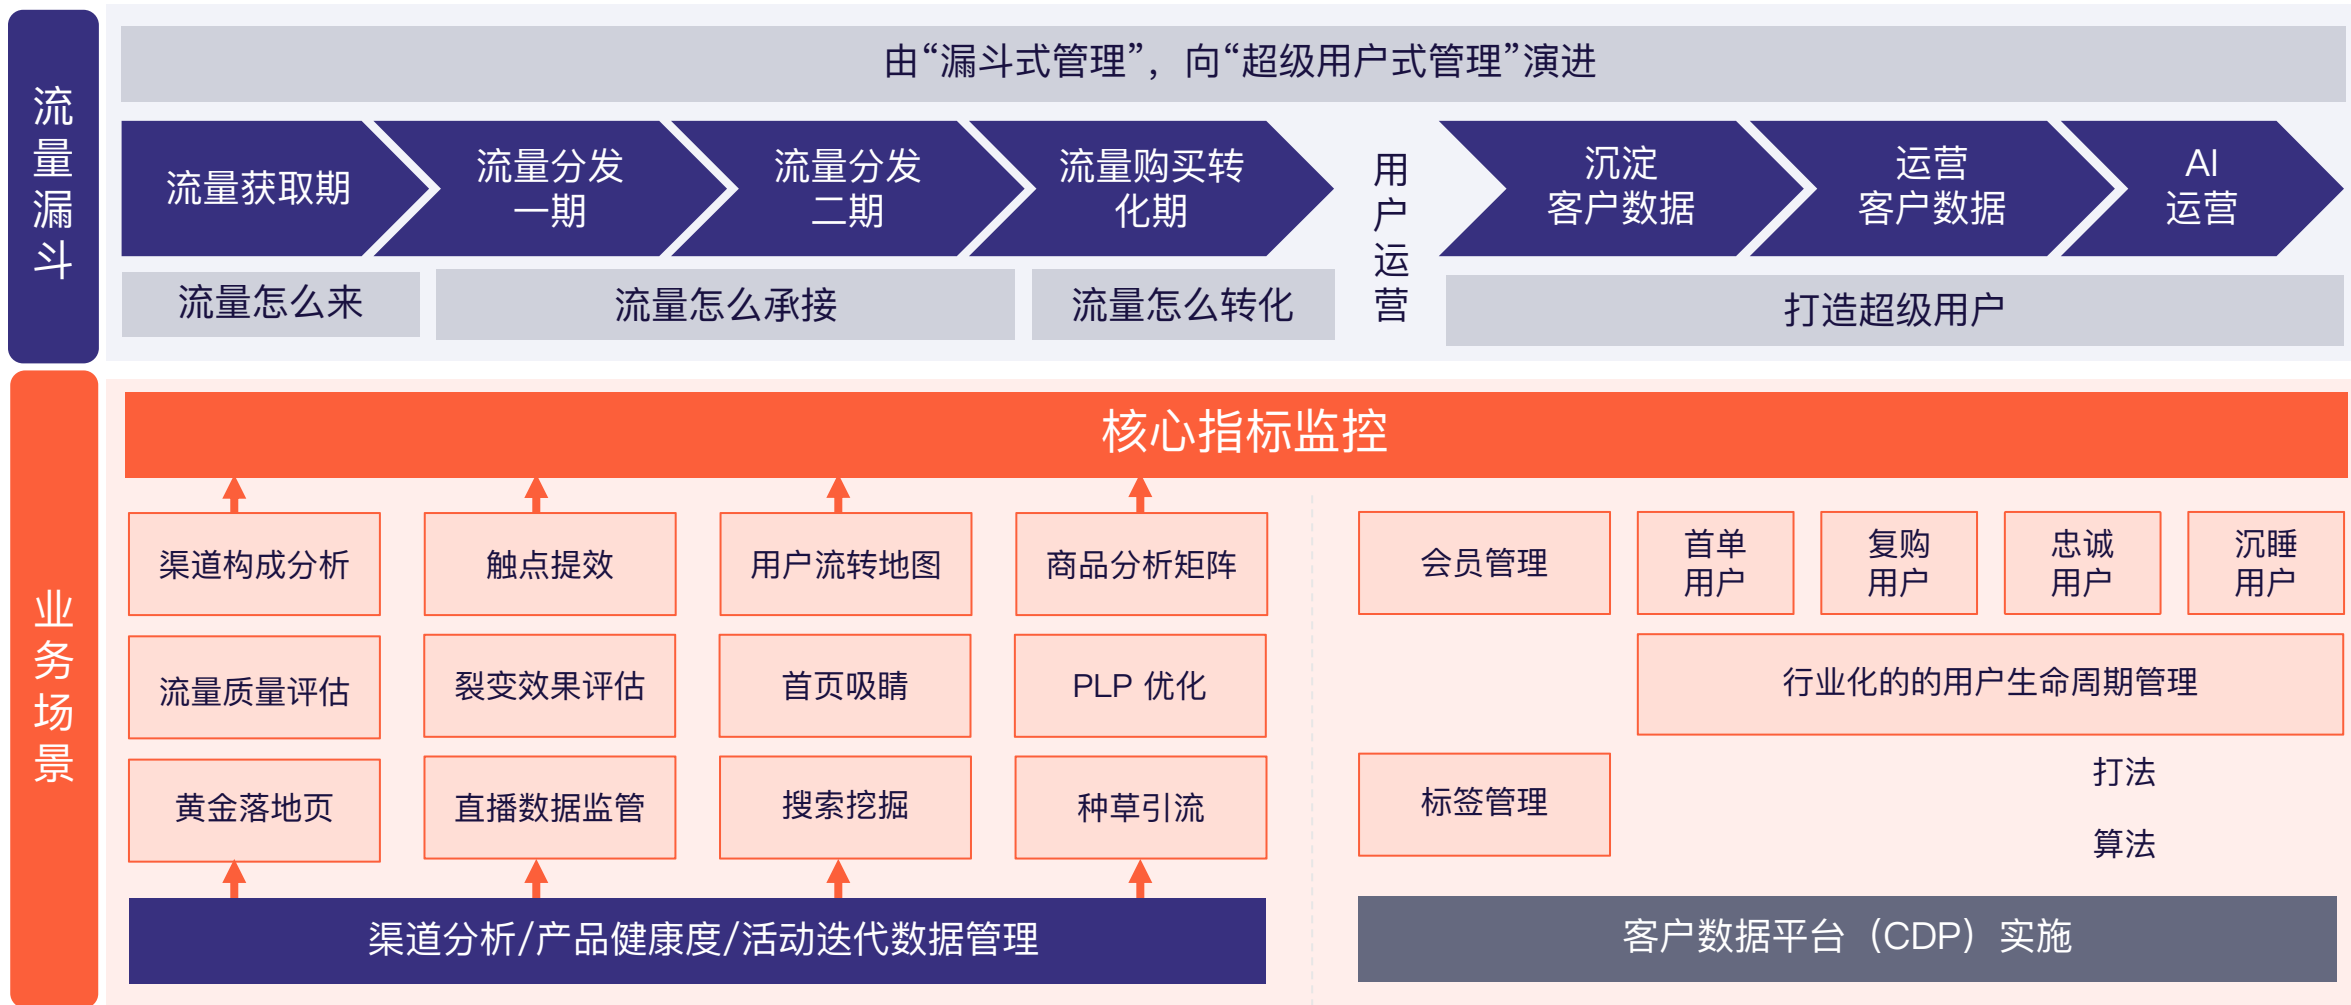 流量漏斗
由“漏斗式管理”，向“超级用户式管理”演进
流量获取期
流量分发
一期
流量分发
二期
流量购买转
化期
用户运营
沉淀
客户数据
运营
客户数据
AI
运营
流量怎么来
流量怎么承接
流量怎么转化
打造超级用户
业务场景
核心指标监控
渠道构成分析
触点提效
用户流转地图
商品分析矩阵
会员管理
首单
用户
复购
用户
忠诚
用户
沉睡
用户
流量质量评估
裂变效果评估
首页吸睛
PLP 优化
行业化的的用户生命周期管理
黄金落地页
直播数据监管
搜索挖掘
种草引流
标签管理
打法
算法
渠道分析/产品健康度/活动迭代数据管理
客户数据平台（CDP）实施